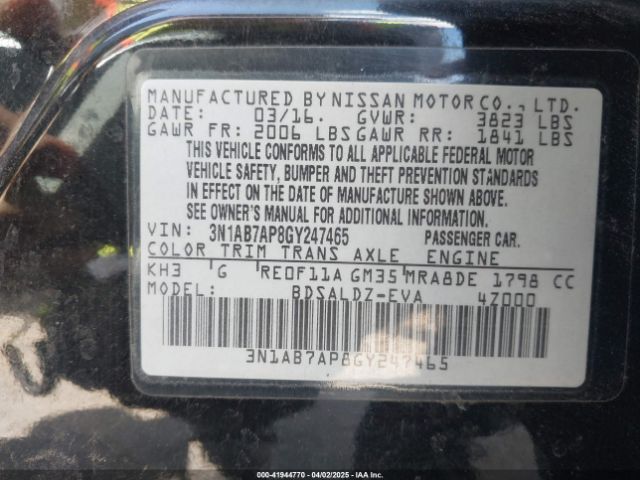 MANUFACTURED BY NISSAN MOTOR CO., LTD.
DATE: 03/16. GVWR: 3823 LBS
GAWR FR: 2006 LBS GAWR RR: 1841 LBS
THIS VEHICLE CONFORMS TO ALL APPLICABLE FEDERAL MOTOR
VEHICLE SAFETY, BUMPER AND THEFT PREVENTION STANDARDS
IN EFFECT ON THE DATE OF MANUFACTURE SHOWN ABOVE.
SEE OWNER'S MANUAL FOR ADDITIONAL INFORMATION.
VIN: 3N1AB7AP8GY247465 PASSENGER CAR.
COLOR TRIM TRANS AXLE ENGINE
KH3 G RE0F11A GM35 MRA8DE 1798 CC
MODEL: BDSALDZ-EVA 4Z000
3N1AB7AP8GY247465
000-41944770 - 04/02/2025 - IAA Inc.